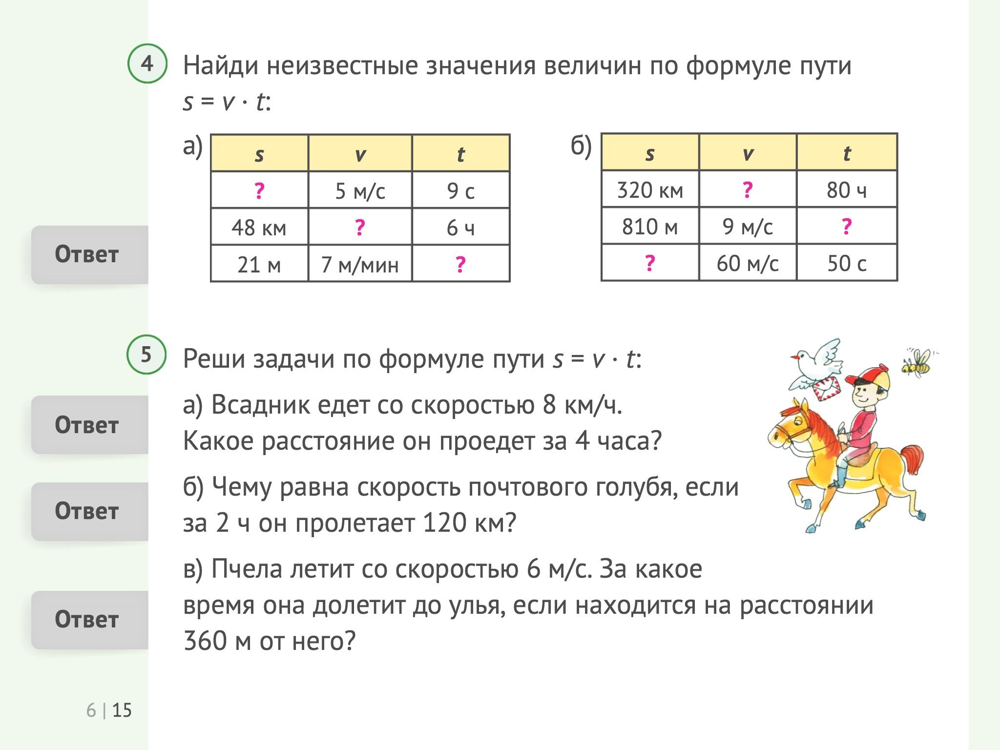 4 Найди неизвестные значения величин по формуле пути
s = v · t:
а)
s v t
? 5 м/с 9 с
48 км ? 6 ч
21 м 7 м/мин ?
б)
s v t
320 км ? 80 ч
810 м 9 м/с ?
? 60 м/с 50 с
Ответ
5 Реши задачи по формуле пути s = v · t:
а) Всадник едет со скоростью 8 км/ч.
Ответ
Какое расстояние он проедет за 4 часа?
б) Чему равна скорость почтового голубя, если
Ответ
за 2 ч он пролетает 120 км?
в) Пчела летит со скоростью 6 м/с. За какое
время она долетит до улья, если находится на расстоянии
Ответ
360 м от него?
6 | 15